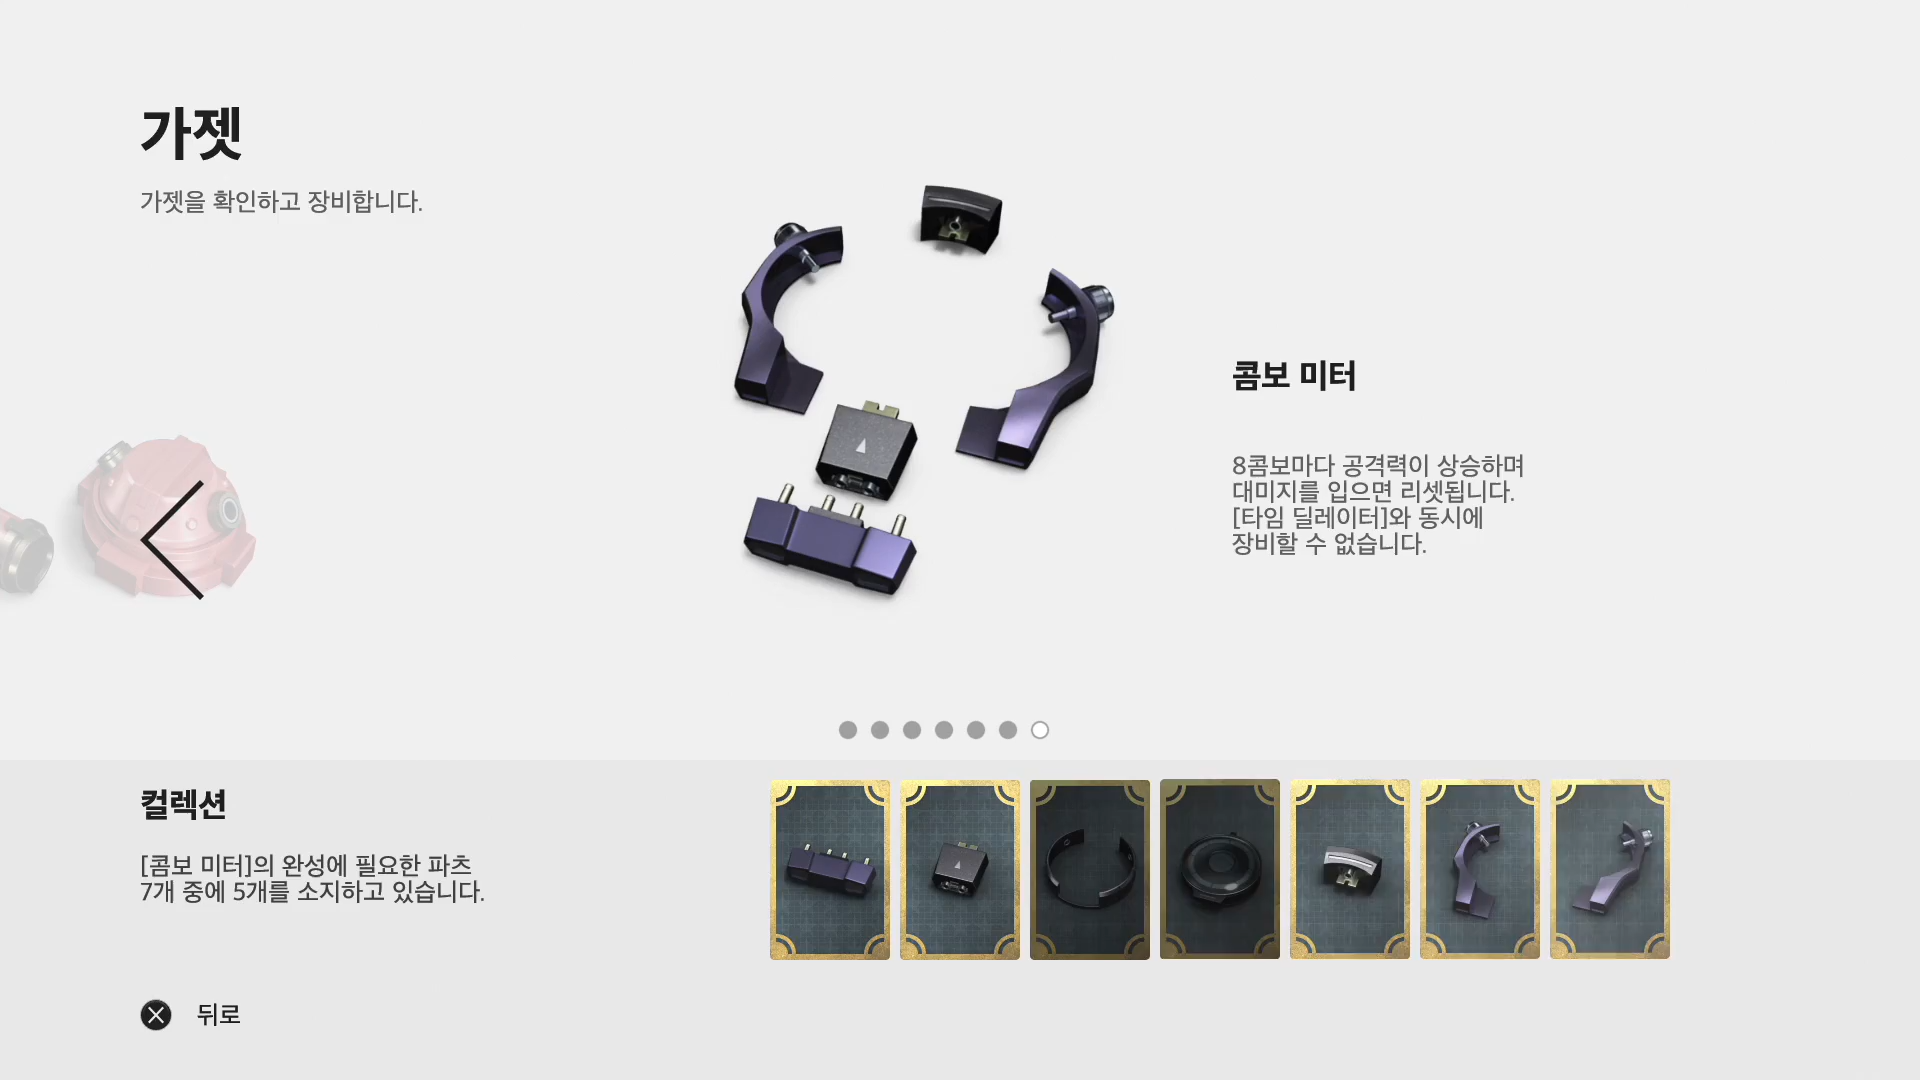 가젯
가젯을 확인하고 장비합니다.
콤보 미터
8콤보마다 공격력이 상승하며
대미지를 입으면 리셋됩니다.
[타임 딜레이터]와 동시에
장비할 수 없습니다.
컬렉션
[콤보 미터]의 완성에 필요한 파츠
7개 중에 5개를 소지하고 있습니다.
뒤로